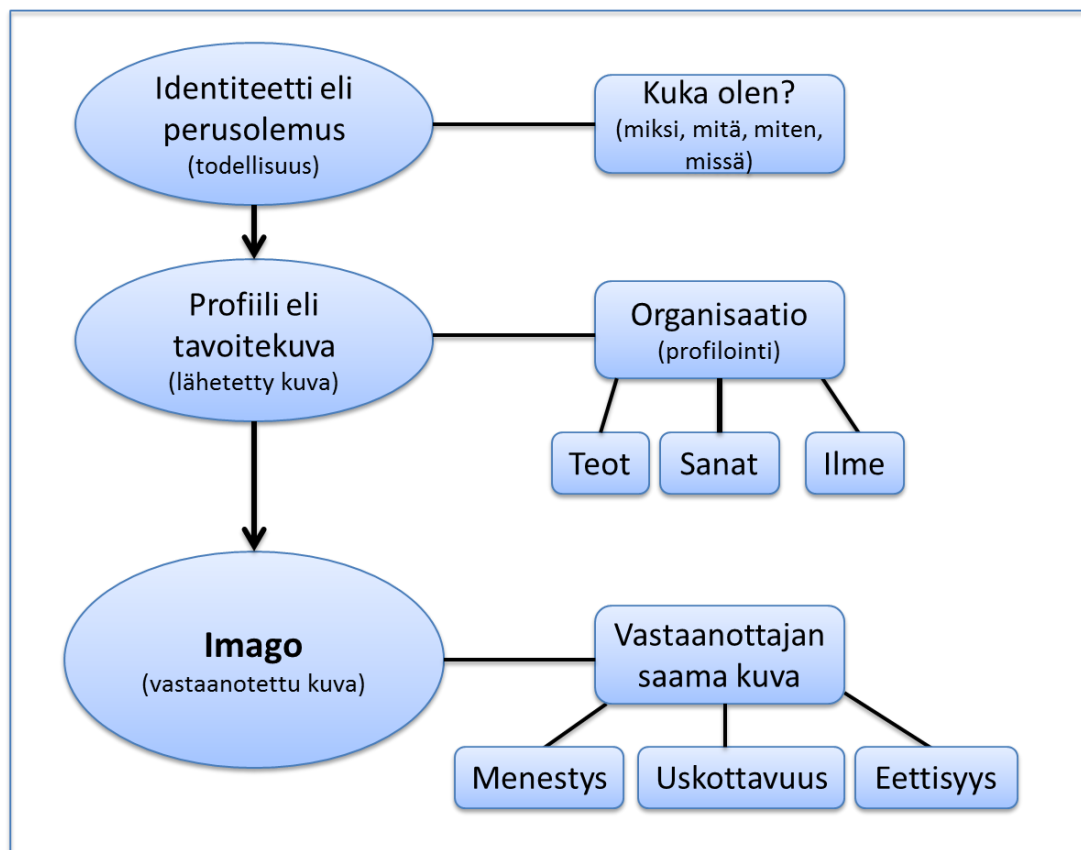 Identiteetti eli
perusolemus
(todellisuus)
Kuka olen?
(miksi, mitä, miten,
missä)
Profiili eli
tavoitekuva
(lähetetty kuva)
Organisaatio
(profilointi)
Teot
Sanat
Ilme
Imago
(vastaanotettu kuva)
Vastaanottajan
saama kuva
Menestys
Uskottavuus
Eettisyys